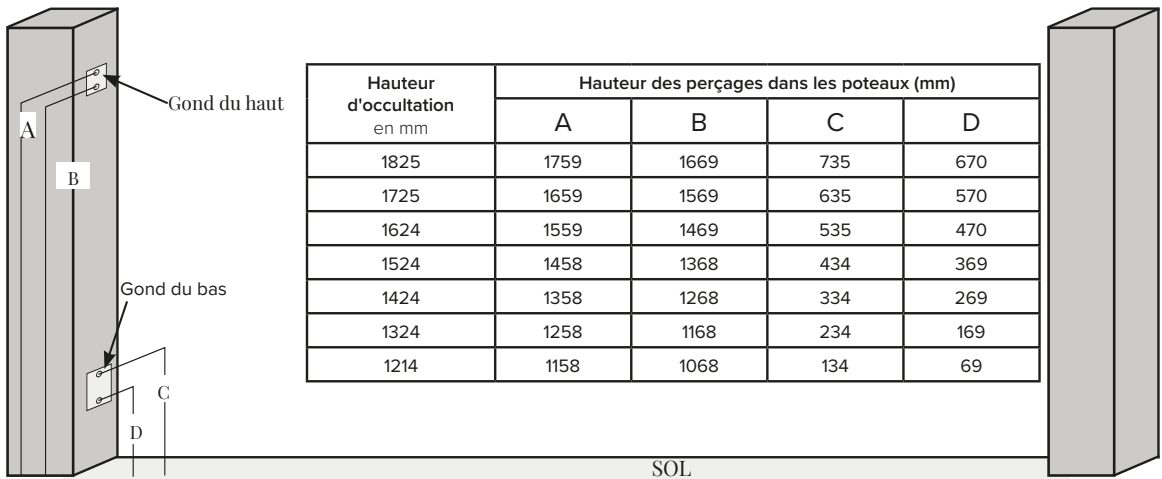 Gond du haut
A
B
Gond du bas
C
D
Hauteur d'occultation en mm | Hauteur des perçages dans les poteaux (mm)
A B C D
1825 1759 1669 735 670
1725 1659 1569 635 570
1624 1559 1469 535 470
1524 1458 1368 434 369
1424 1358 1268 334 269
1324 1258 1168 234 169
1214 1158 1068 134 69
SOL